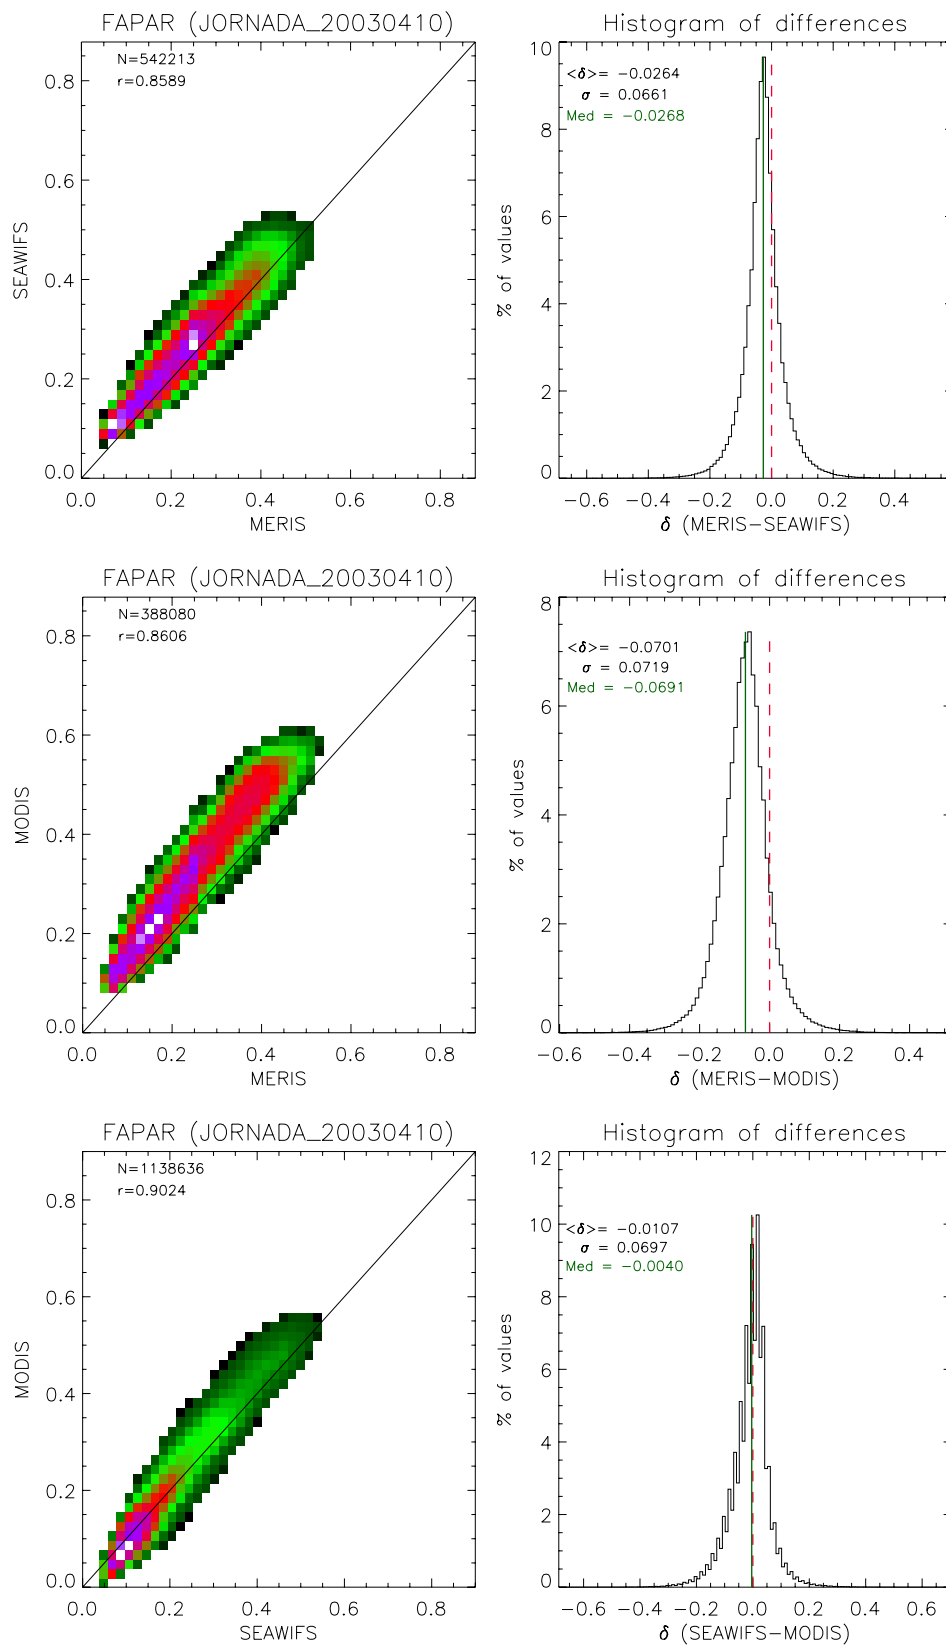 FAPAR (JORNADA_20030410)
N=542213
r=0.8589
0.8
0.6
0.4
0.2
0.0
SEAWIFS
0.0 0.2 0.4 0.6 0.8
MERIS
Histogram of differences
<δ>= −0.0264
σ = 0.0661
Med = −0.0268
10
8
6
4
2
0
% of values
−0.6 −0.4 −0.2 0.0 0.2 0.4
δ (MERIS−SEAWIFS)
FAPAR (JORNADA_20030410)
N=388080
r=0.8606
0.8
0.6
0.4
0.2
0.0
MODIS
0.0 0.2 0.4 0.6 0.8
MERIS
Histogram of differences
<δ>= −0.0701
σ = 0.0719
Med = −0.0691
8
6
4
2
0
% of values
−0.6 −0.4 −0.2 0.0 0.2 0.4
δ (MERIS−MODIS)
FAPAR (JORNADA_20030410)
N=1138636
r=0.9024
0.8
0.6
0.4
0.2
0.0
MODIS
0.0 0.2 0.4 0.6 0.8
SEAWIFS
Histogram of differences
<δ>= −0.0107
σ = 0.0697
Med = −0.0040
12
10
8
6
4
2
0
% of values
−0.6 −0.4 −0.2 0.0 0.2 0.4 0.6
δ (SEAWIFS−MODIS)